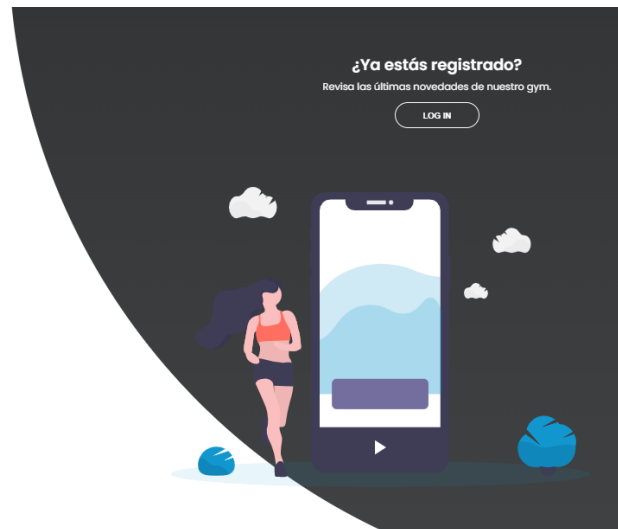 ¿Ya estás registrado?
Revisa las últimas novedades de nuestro gym.
LOG IN